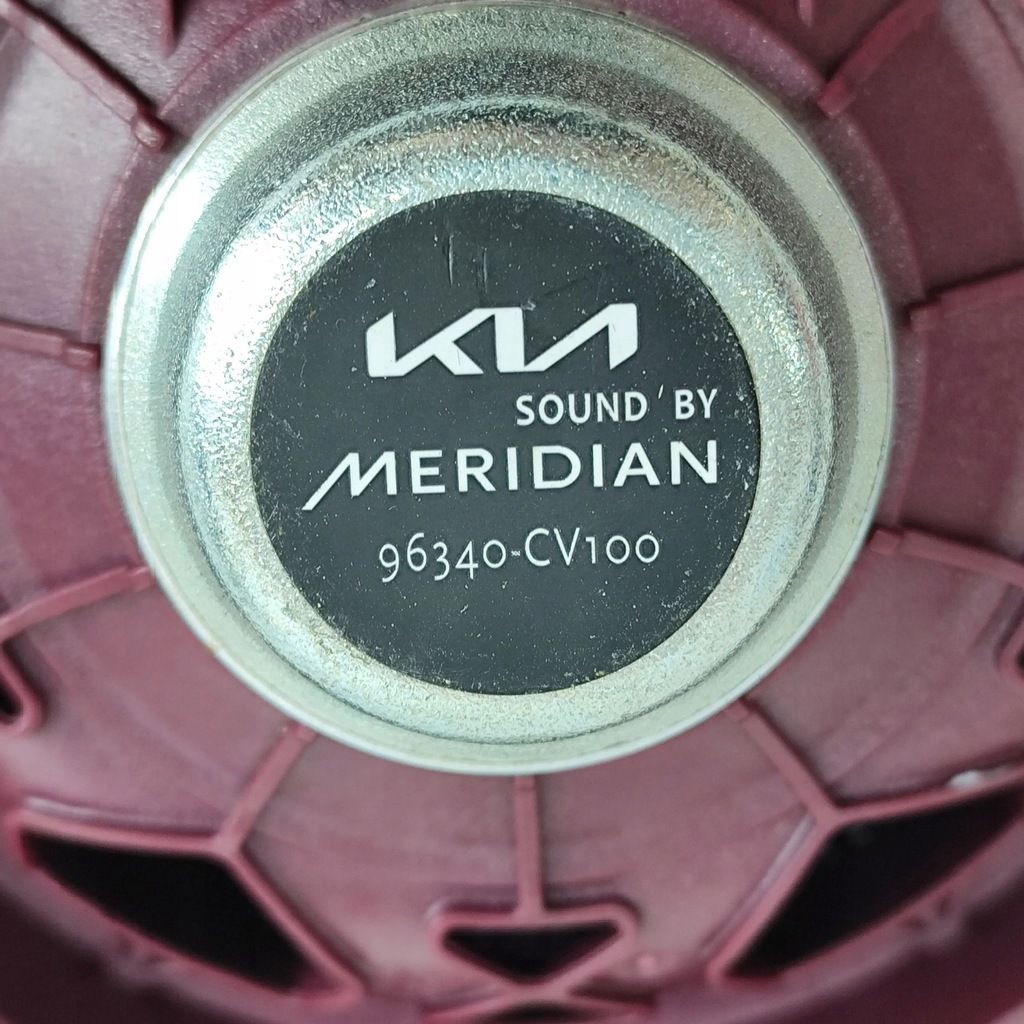 KIA
SOUND BY
MERIDIAN
96340-CV100